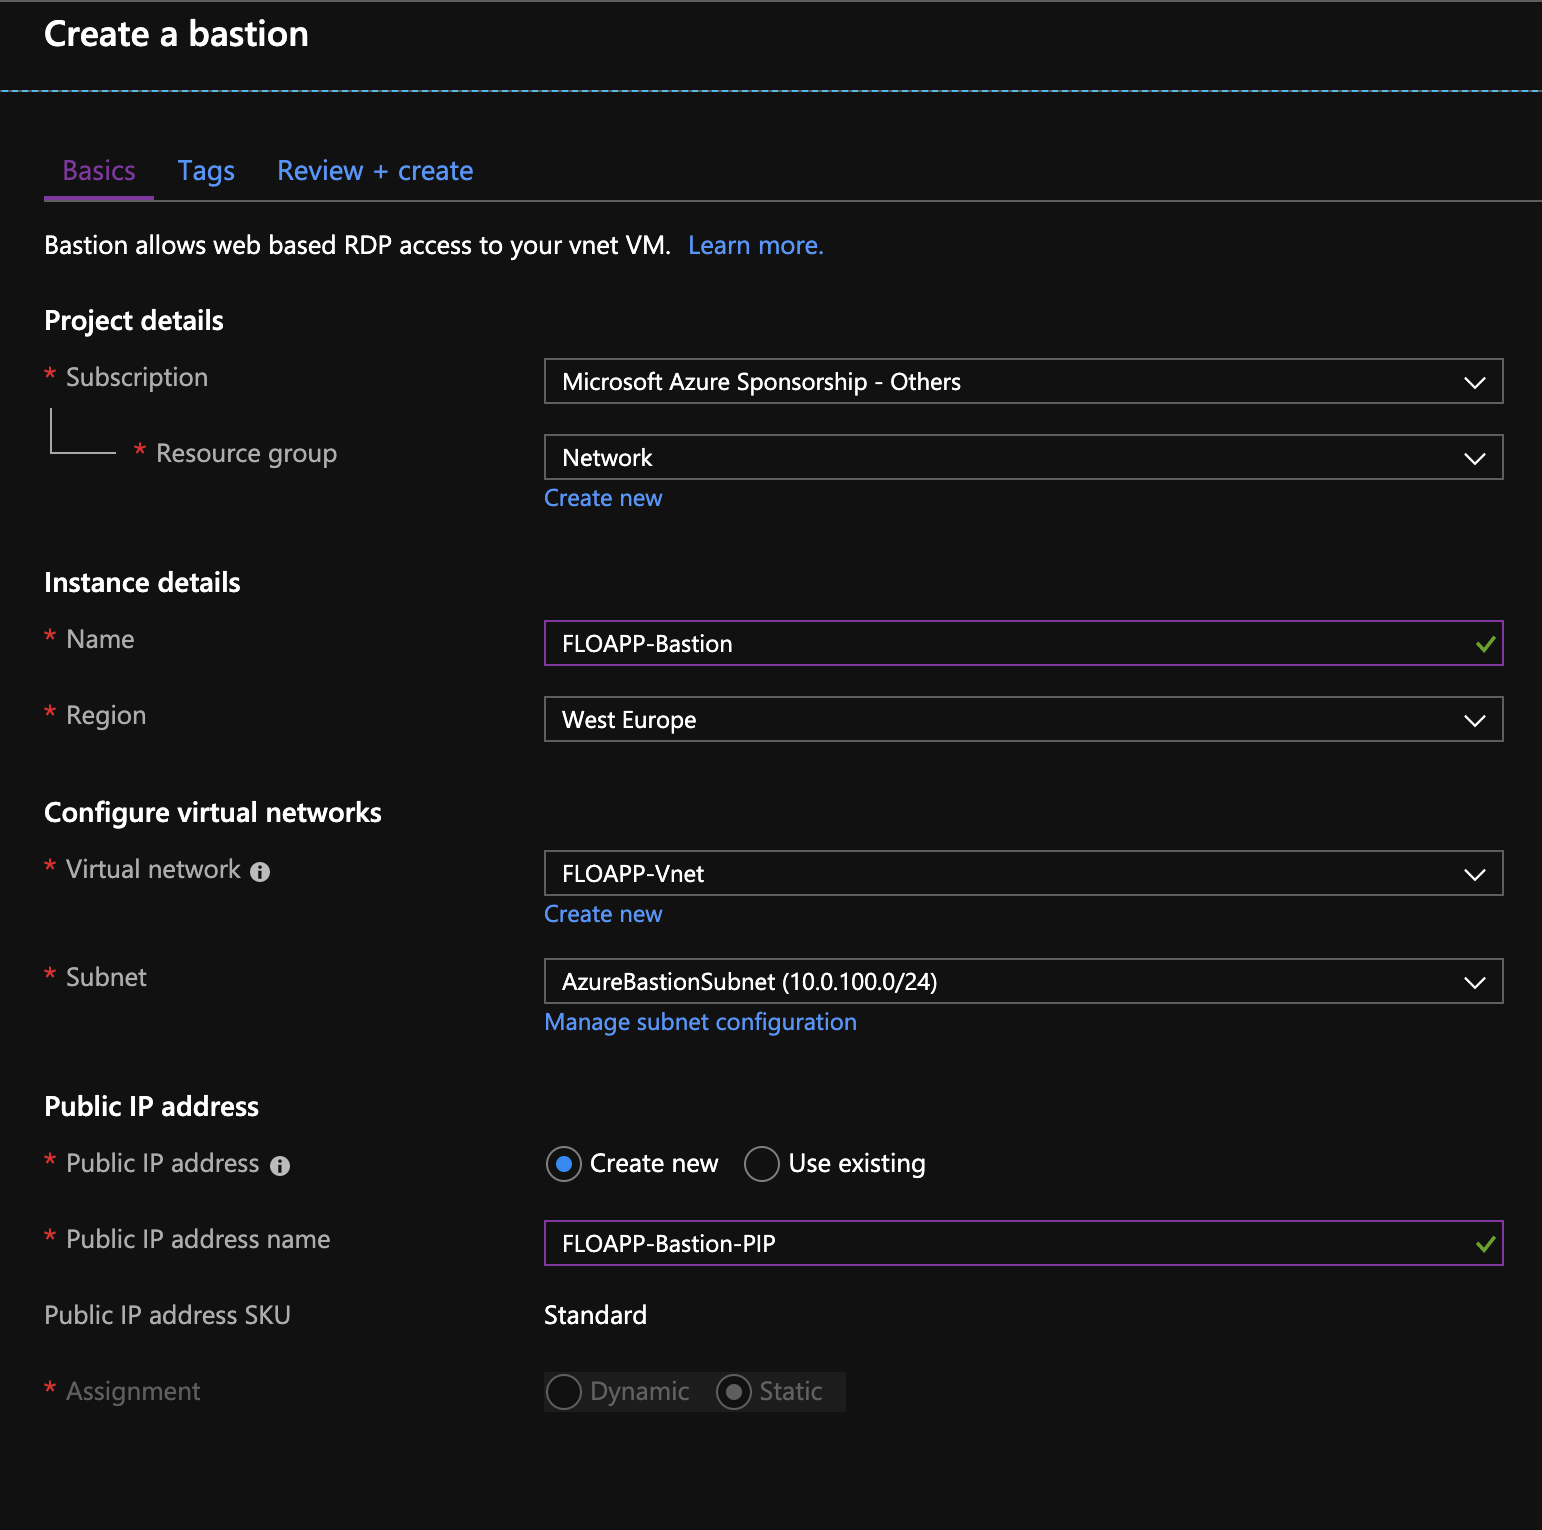 Create a bastion
Basics Tags Review + create
Bastion allows web based RDP access to your vnet VM. Learn more.
Project details
* Subscription
Microsoft Azure Sponsorship - Others
* Resource group
Network
Create new
Instance details
* Name
FLOAPP-Bastion
* Region
West Europe
Configure virtual networks
* Virtual network
FLOAPP-Vnet
Create new
* Subnet
AzureBastionSubnet (10.0.100.0/24)
Manage subnet configuration
Public IP address
* Public IP address
Create new Use existing
* Public IP address name
FLOAPP-Bastion-PIP
Public IP address SKU
Standard
* Assignment
Dynamic Static